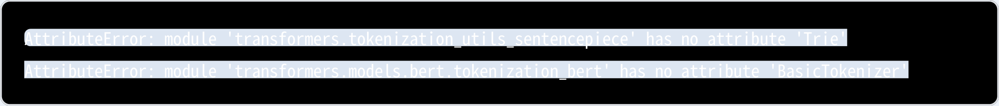 AttributeError: module 'transformers.tokenization_utils_sentencepiece' has no attribute 'Trie'
AttributeError: module 'transformers.models.bert.tokenization_bert' has no attribute 'BasicTokenizer'